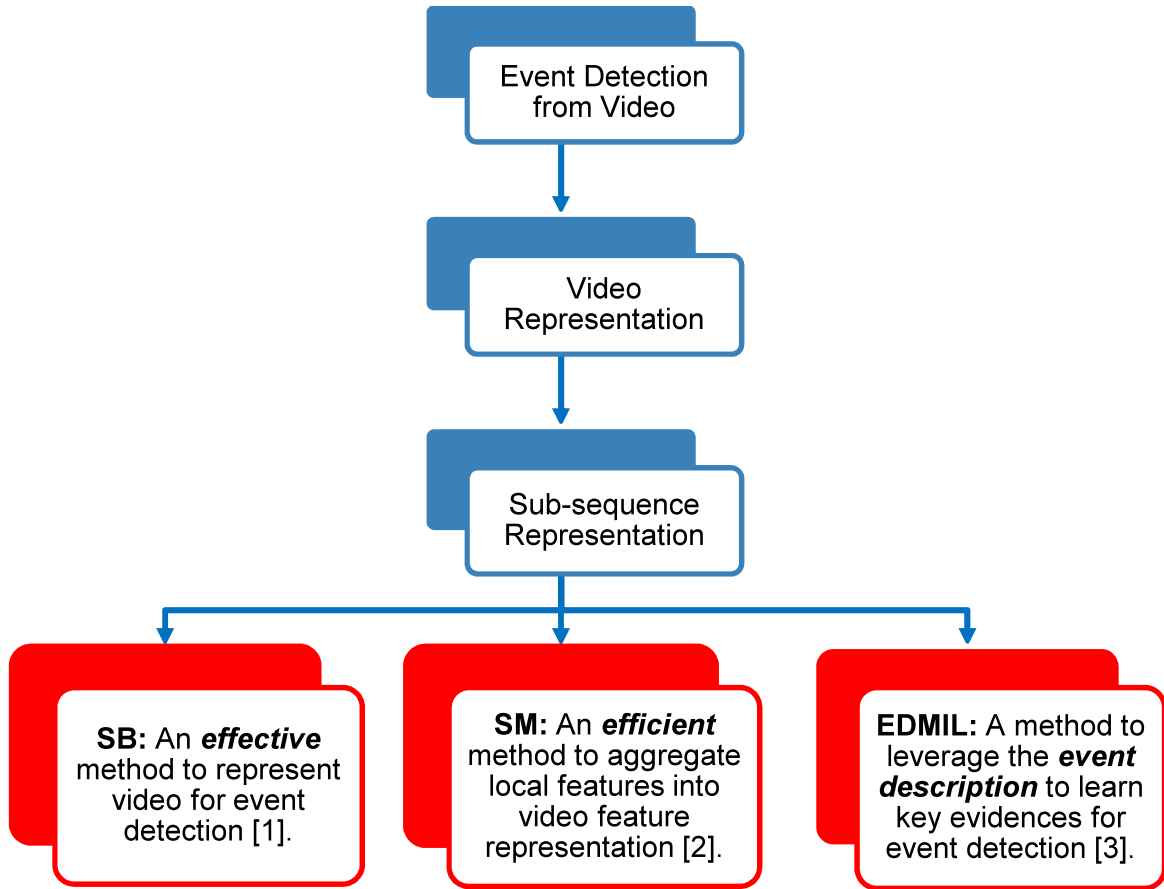 Event Detection
from Video
Video
Representation
Sub-sequence
Representation
SB: An effective
method to represent
video for event
detection [1].
SM: An efficient
method to aggregate
local features into
video feature
representation [2].
EDMIL: A method to
leverage the event
description to learn
key evidences for
event detection [3].